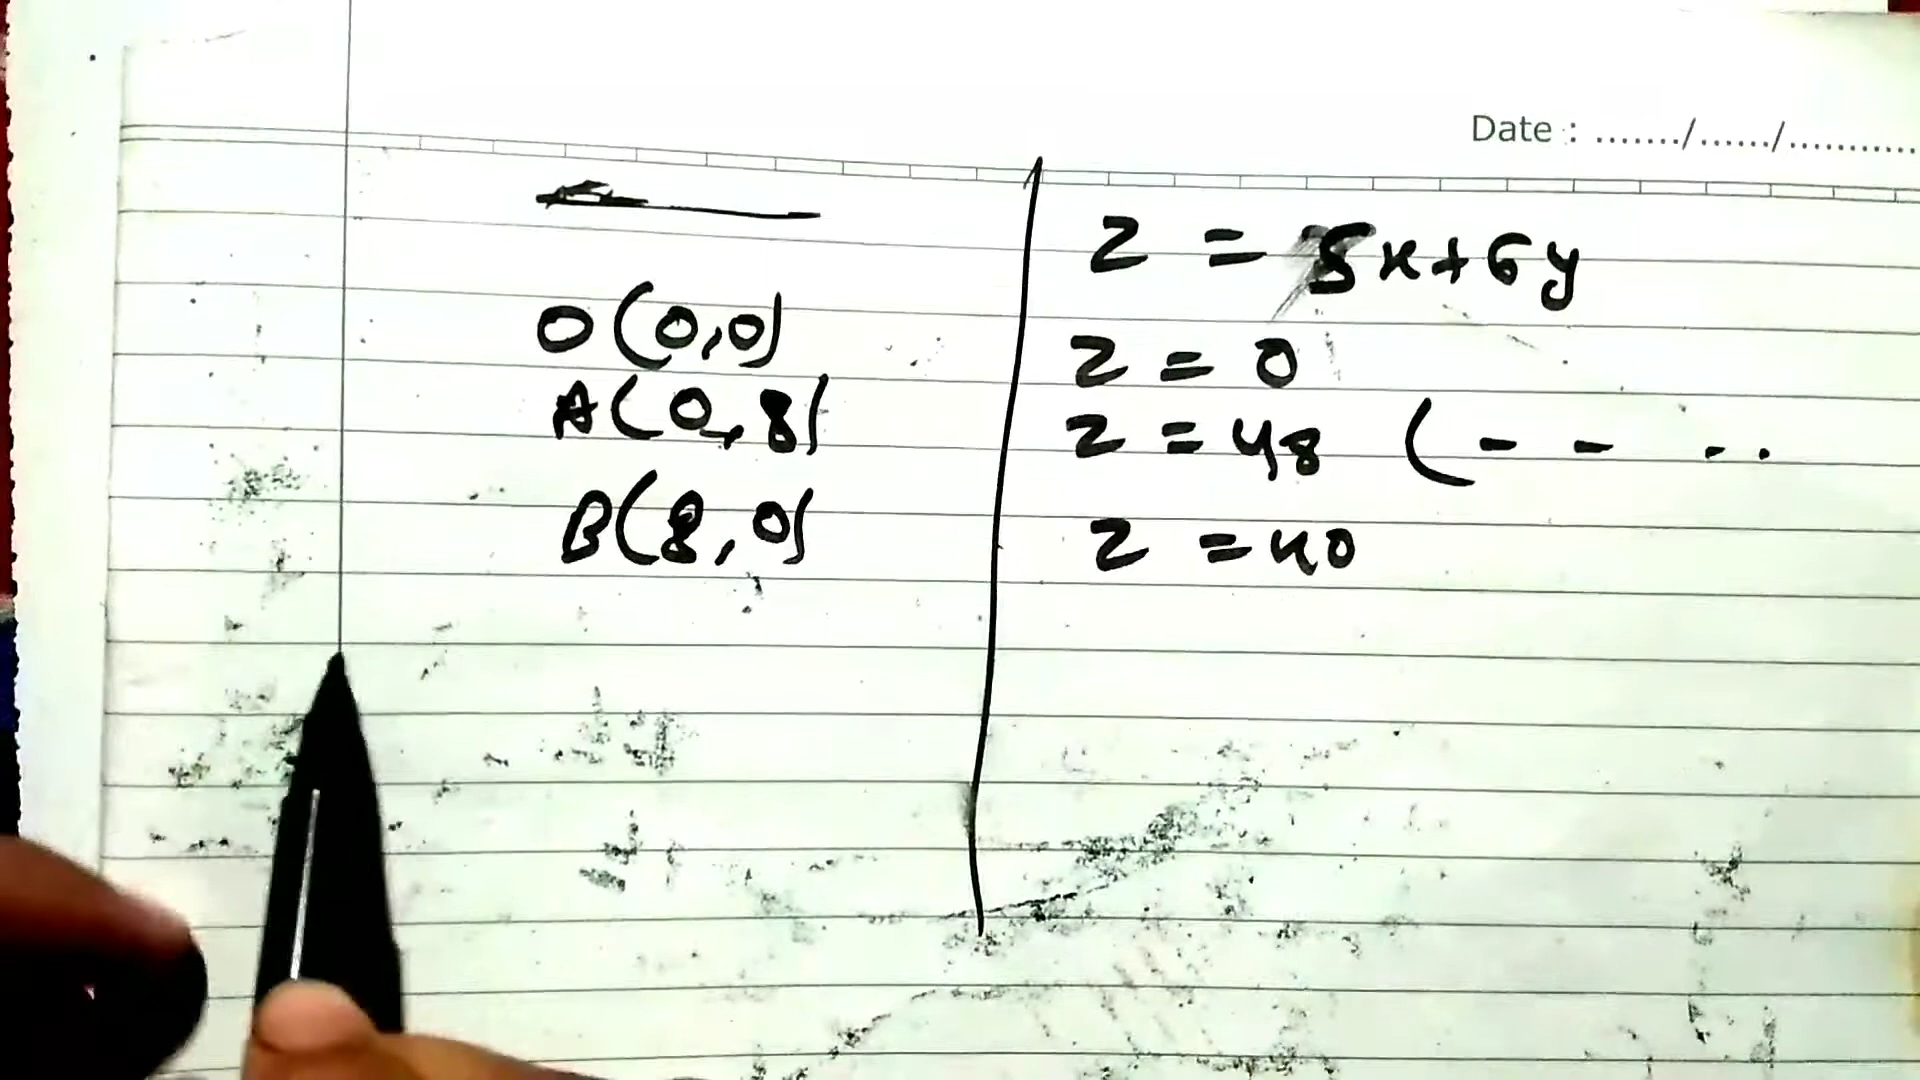 Date : ......./....../...........
Z = 5x+6y
O(0,0) Z = 0
A(0,8) Z = 48 (- - ..
B(8,0) Z = 40